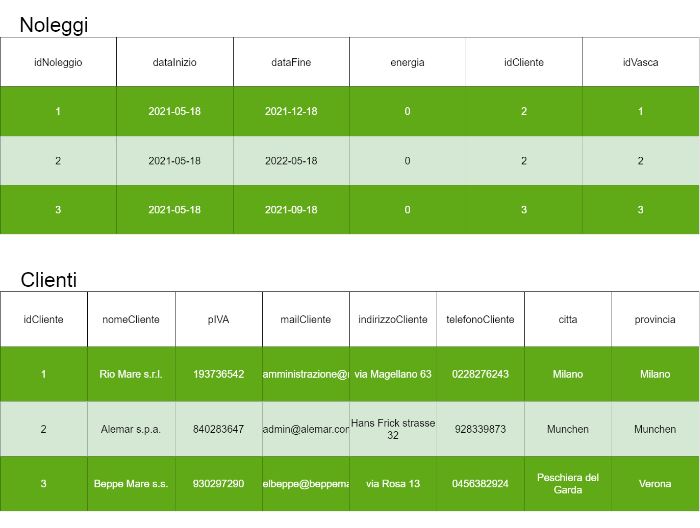 Noleggi
idNoleggio dataInizio dataFine energia idCliente idVasca
1 2021-05-18 2021-12-18 0 2 1
2 2021-05-18 2022-05-18 0 2 2
3 2021-05-18 2021-09-18 0 3 3
Clienti
idCliente nomeCliente pIVA mailCliente indirizzoCliente telefonoCliente citta provincia
1 Rio Mare s.r.l. 193736542 amministrazione@ via Magellano 63 0228276243 Milano Milano
2 Alemar s.p.a. 840283647 admin@alemar.com Hans Frick strasse 928339873 Munchen Munchen
32
3 Beppe Mare s.s. 930297290 elbeppe@beppema via Rosa 13 0456382924 Peschiera del Verona
Garda